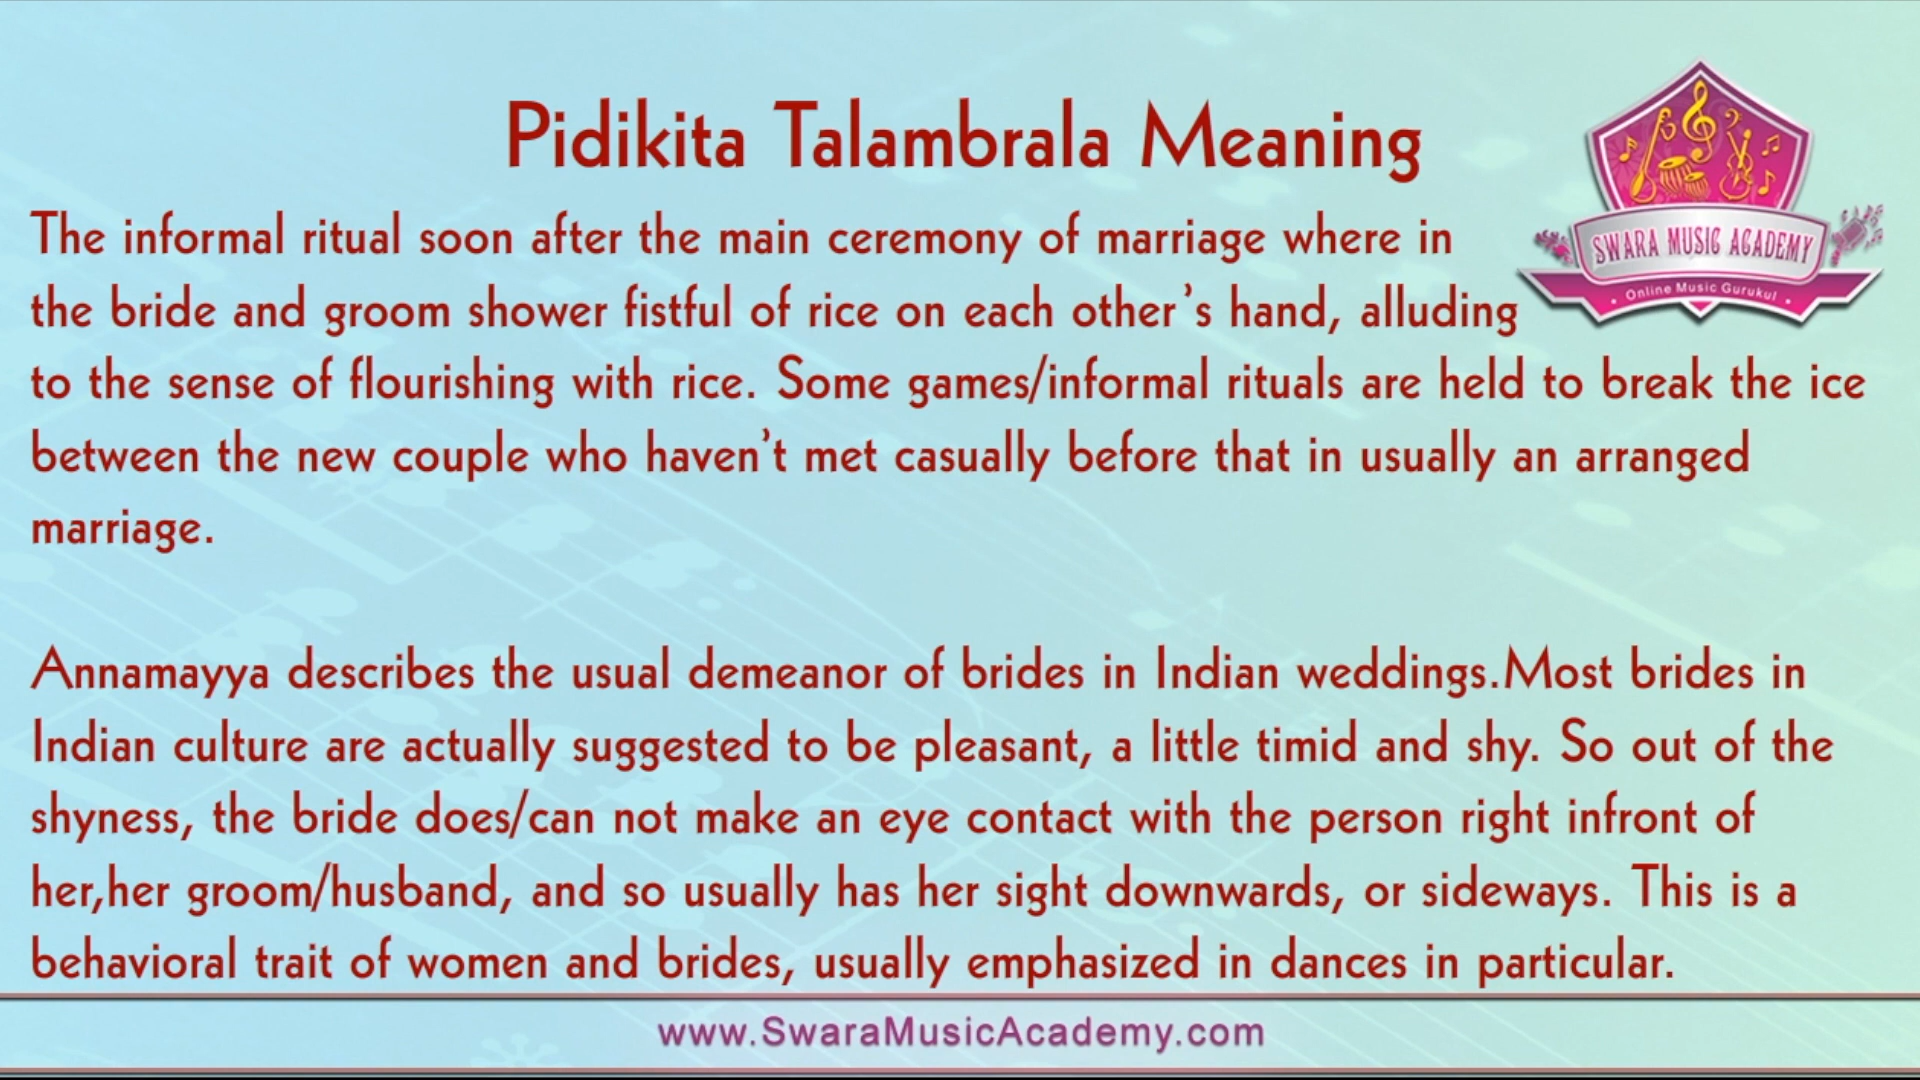 Pidikita Talambrala Meaning
SWARA MUSIC ACADEMY
• Online Music Gurukul •
The informal ritual soon after the main ceremony of marriage where in
the bride and groom shower fistful of rice on each other's hand, alluding
to the sense of flourishing with rice. Some games/informal rituals are held to break the ice
between the new couple who haven't met casually before that in usually an arranged
marriage.
Annamayya describes the usual demeanor of brides in Indian weddings.Most brides in
Indian culture are actually suggested to be pleasant, a little timid and shy. So out of the
shyness, the bride does/can not make an eye contact with the person right infront of
her,her groom/husband, and so usually has her sight downwards, or sideways. This is a
behavioral trait of women and brides, usually emphasized in dances in particular.
www.SwaraMusicAcademy.com